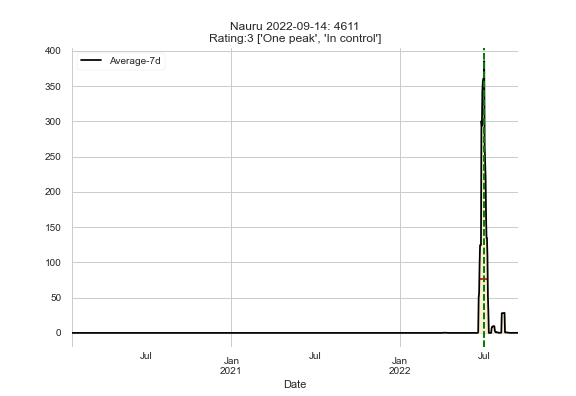 Nauru 2022-09-14: 4611
Rating:3 ['One peak', 'In control']
400
Average-7d
350
300
250
200
150
100
50
0
Jul
Jan
2021
Jul
Jan
2022
Jul
Date